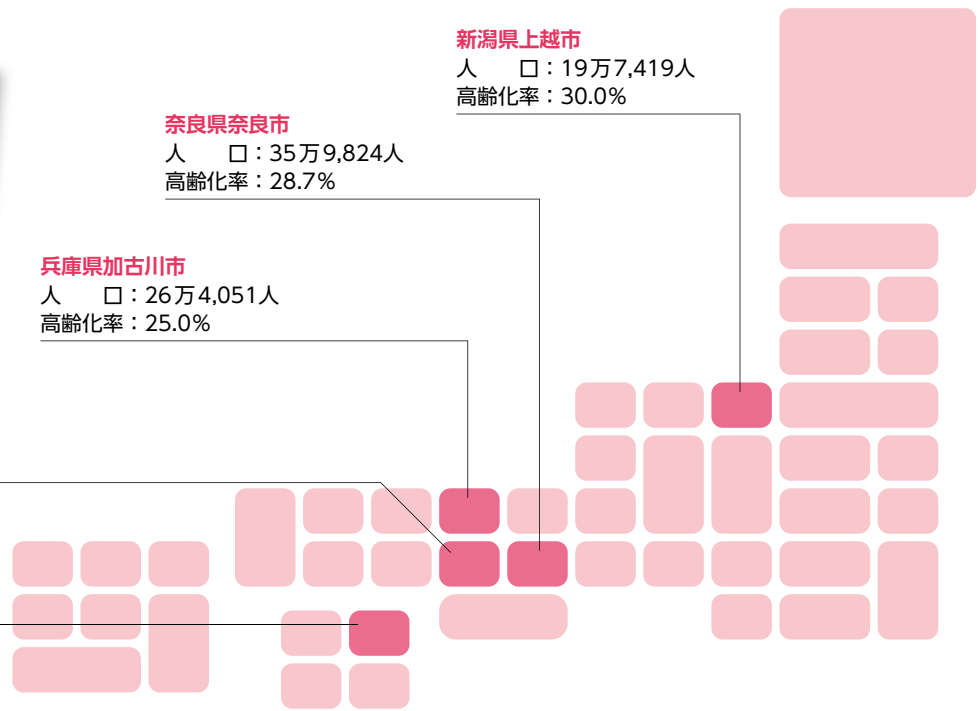 新潟県上越市
人　　口：19万7,419人
高齢化率：30.0%
奈良県奈良市
人　　口：35万9,824人
高齢化率：28.7%
兵庫県加古川市
人　　口：26万4,051人
高齢化率：25.0%